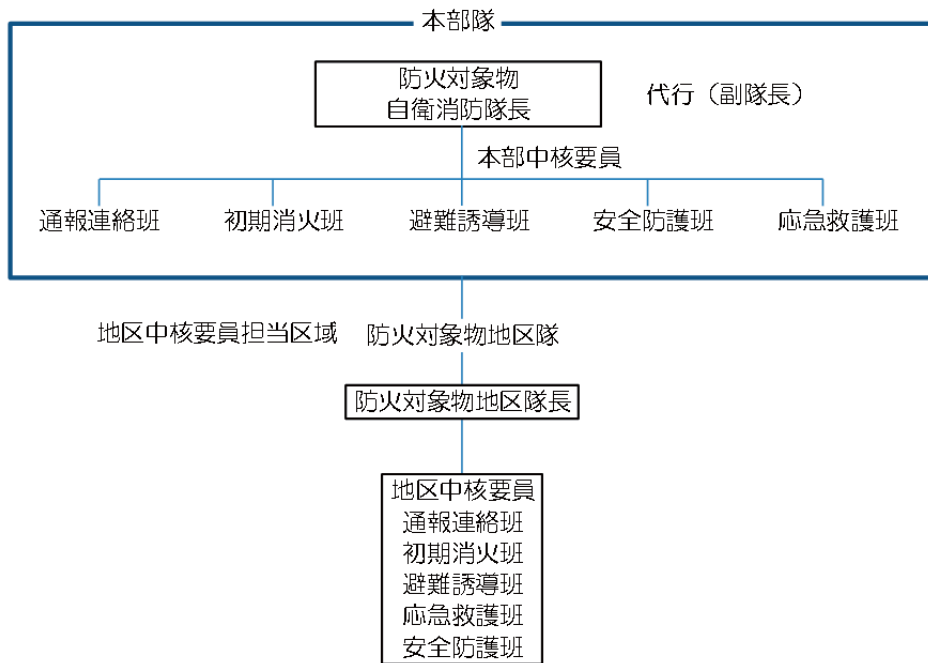 本部隊
防火対象物
自衛消防隊長
代行（副隊長）
本部中核要員
通報連絡班
初期消火班
避難誘導班
安全防護班
応急救護班
地区中核要員担当区域
防火対象物地区隊
防火対象物地区隊長
地区中核要員
通報連絡班
初期消火班
避難誘導班
応急救護班
安全防護班